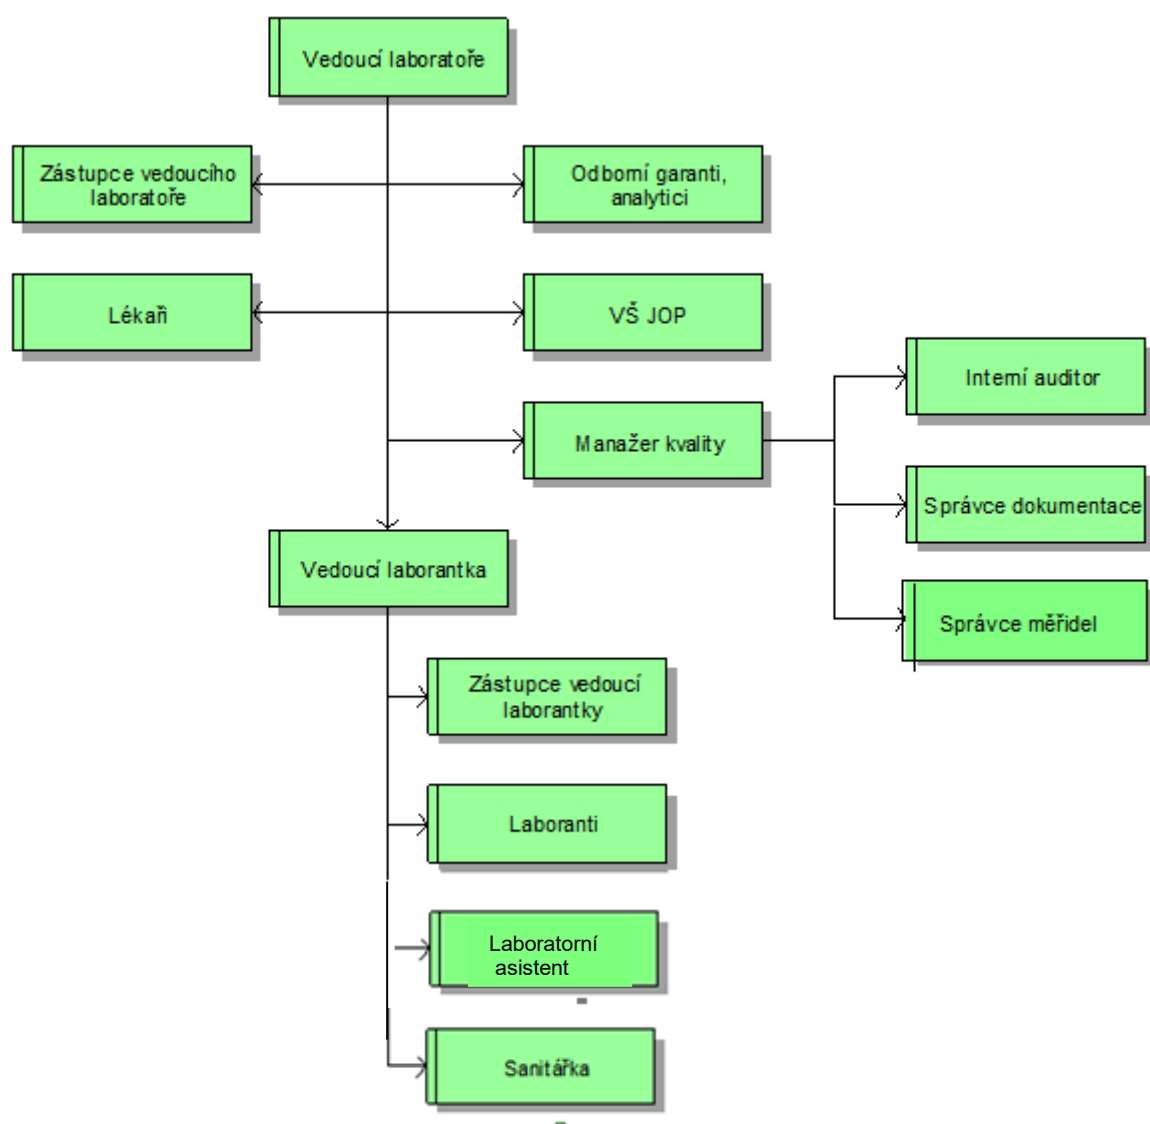 Vedoucí laboratoře
Zástupce vedoucího
laboratoře
Odborní garanti,
analytici
Lékaři
VŠ JOP
Interní auditor
Manažer kvality
Správce dokumentace
Vedoucí laborantka
Správce měřidel
Zástupce vedoucí
laborantky
Laboranti
Laboratorní
asistent
Sanitářka